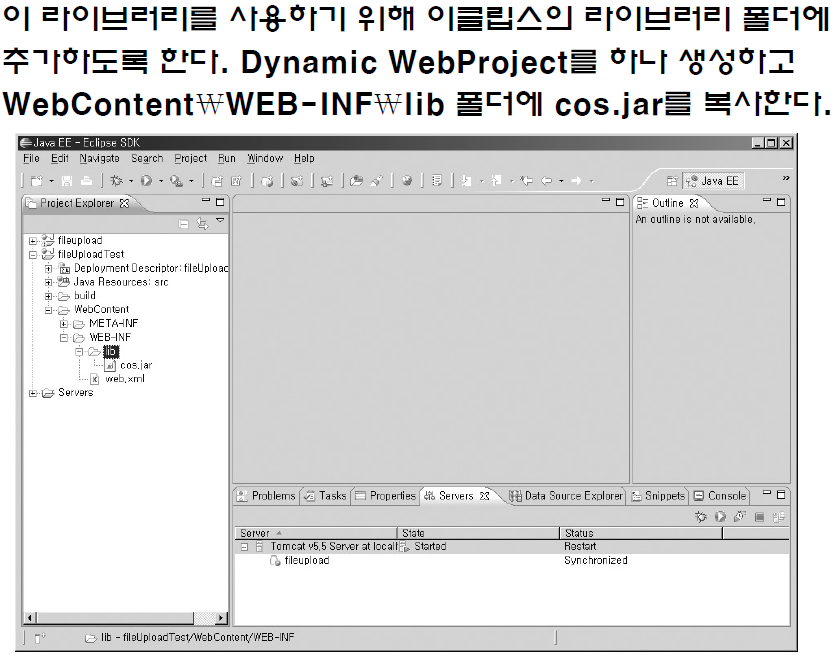 이 라이브러리를 사용하기 위해 이클립스의 라이브러리 폴더에
추가하도록 한다. Dynamic WebProject를 하나 생성하고
WebContent₩WEB-INF₩lib 폴더에 cos.jar를 복사한다.
Java EE - Eclipse SDK
File Edit Navigate Search Project Run Window Help
Java EE
Project Explorer
Outline
An outline is not available.
fileupload
fileUploadTest
Deployment Descriptor: fileUpload
Java Resources: src
build
WebContent
META-INF
WEB-INF
lib
cos.jar
web.xml
Servers
Problems Tasks Properties Servers Data Source Explorer Snippets Console
Server State Status
Tomcat v5.5 Server at localh Started Restart
fileupload Synchronized
lib - fileUploadTest/WebContent/WEB-INF